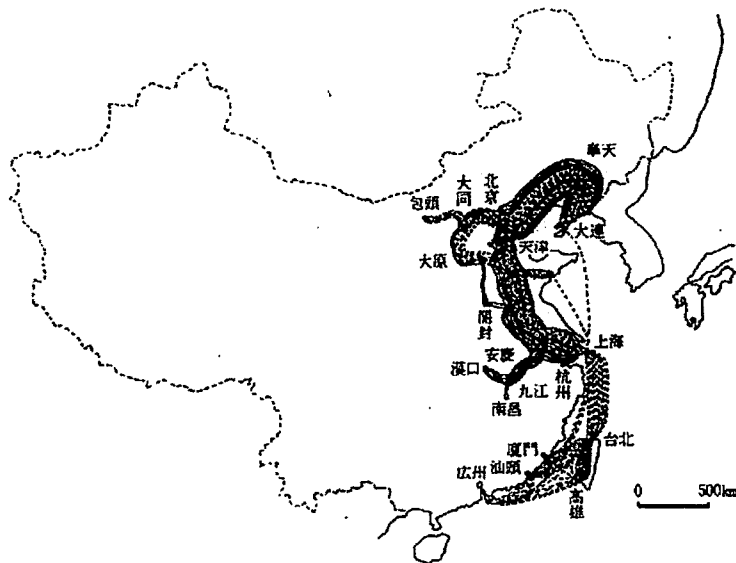 奉天
北京
大同
包頭
大連
天津
大原
開封
上海
安慶
漢口
杭州
九江
南昌
台北
厦門
汕頭
広州
高雄
0 500km